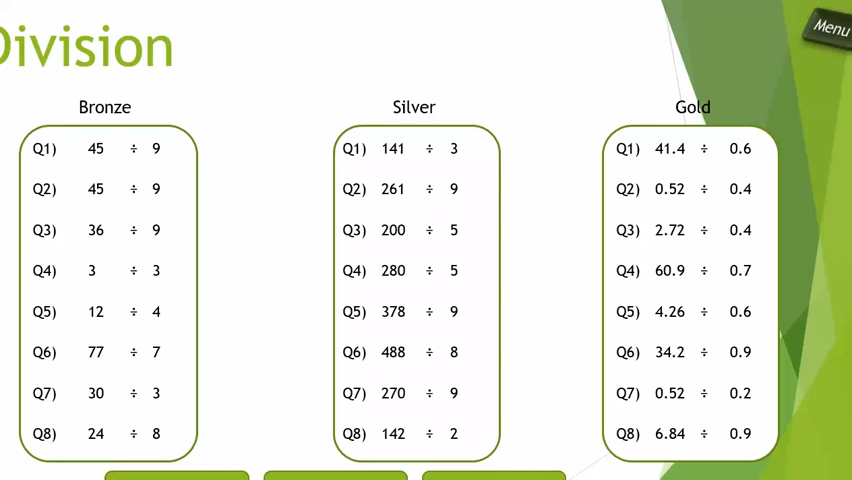 Division
Menu
Bronze
Q1) 45 ÷ 9
Q2) 45 ÷ 9
Q3) 36 ÷ 9
Q4) 3 ÷ 3
Q5) 12 ÷ 4
Q6) 77 ÷ 7
Q7) 30 ÷ 3
Q8) 24 ÷ 8
Silver
Q1) 141 ÷ 3
Q2) 261 ÷ 9
Q3) 200 ÷ 5
Q4) 280 ÷ 5
Q5) 378 ÷ 9
Q6) 488 ÷ 8
Q7) 270 ÷ 9
Q8) 142 ÷ 2
Gold
Q1) 41.4 ÷ 0.6
Q2) 0.52 ÷ 0.4
Q3) 2.72 ÷ 0.4
Q4) 60.9 ÷ 0.7
Q5) 4.26 ÷ 0.6
Q6) 34.2 ÷ 0.9
Q7) 0.52 ÷ 0.2
Q8) 6.84 ÷ 0.9